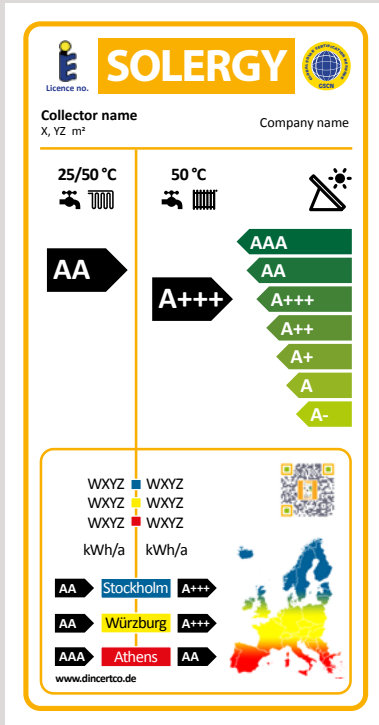 SOLERGY
Licence no.
GSCN
Collector name
X, YZ m²
Company name
25/50 °C
50 °C
AA
A+++
AAA
AA
A+++
A++
A+
A
A-
WXYZ WXYZ
WXYZ WXYZ
WXYZ WXYZ
kWh/a kWh/a
AA Stockholm A+++
AA Würzburg A+++
AAA Athens AA
www.dincertco.de